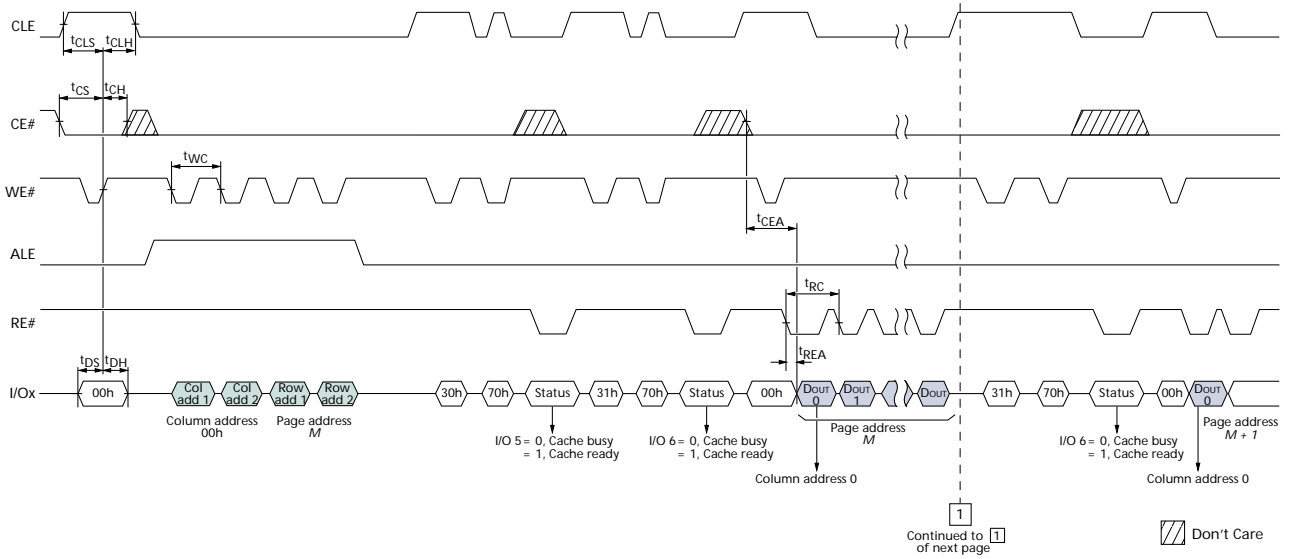 CLE
tCLS tCLH
tCS tCH
CE#
tWC
WE#
tCEA
ALE
tRC
RE#
tREA
tDS tDH
I/Ox
00h
Col add 1
Col add 2
Row add 1
Row add 2
30h
70h
Status
31h
70h
Status
00h
DOUT 0
DOUT 1
DOUT
31h
70h
Status
00h
DOUT 0
Column address 00h
Page address M
I/O 5 = 0, Cache busy
= 1, Cache ready
I/O 6 = 0, Cache busy
= 1, Cache ready
Page address M
I/O 6 = 0, Cache busy
= 1, Cache ready
Page address M + 1
Column address 0
Column address 0
1
Continued to 1
of next page
Don't Care